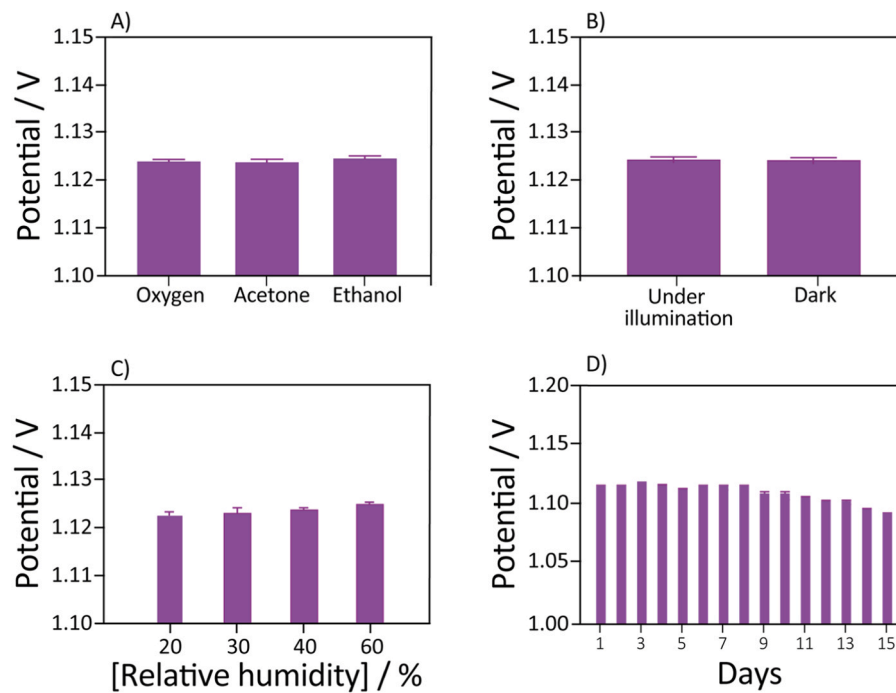 A)
Potential / V
1.15
1.14
1.13
1.12
1.11
1.10
Oxygen Acetone Ethanol
B)
Potential / V
1.15
1.14
1.13
1.12
1.11
1.10
Under
illumination
Dark
C)
Potential / V
1.15
1.14
1.13
1.12
1.11
1.10
20 30 40 60
[Relative humidity] / %
D)
Potential / V
1.20
1.15
1.10
1.05
1.00
1 3 5 7 9 11 13 15
Days